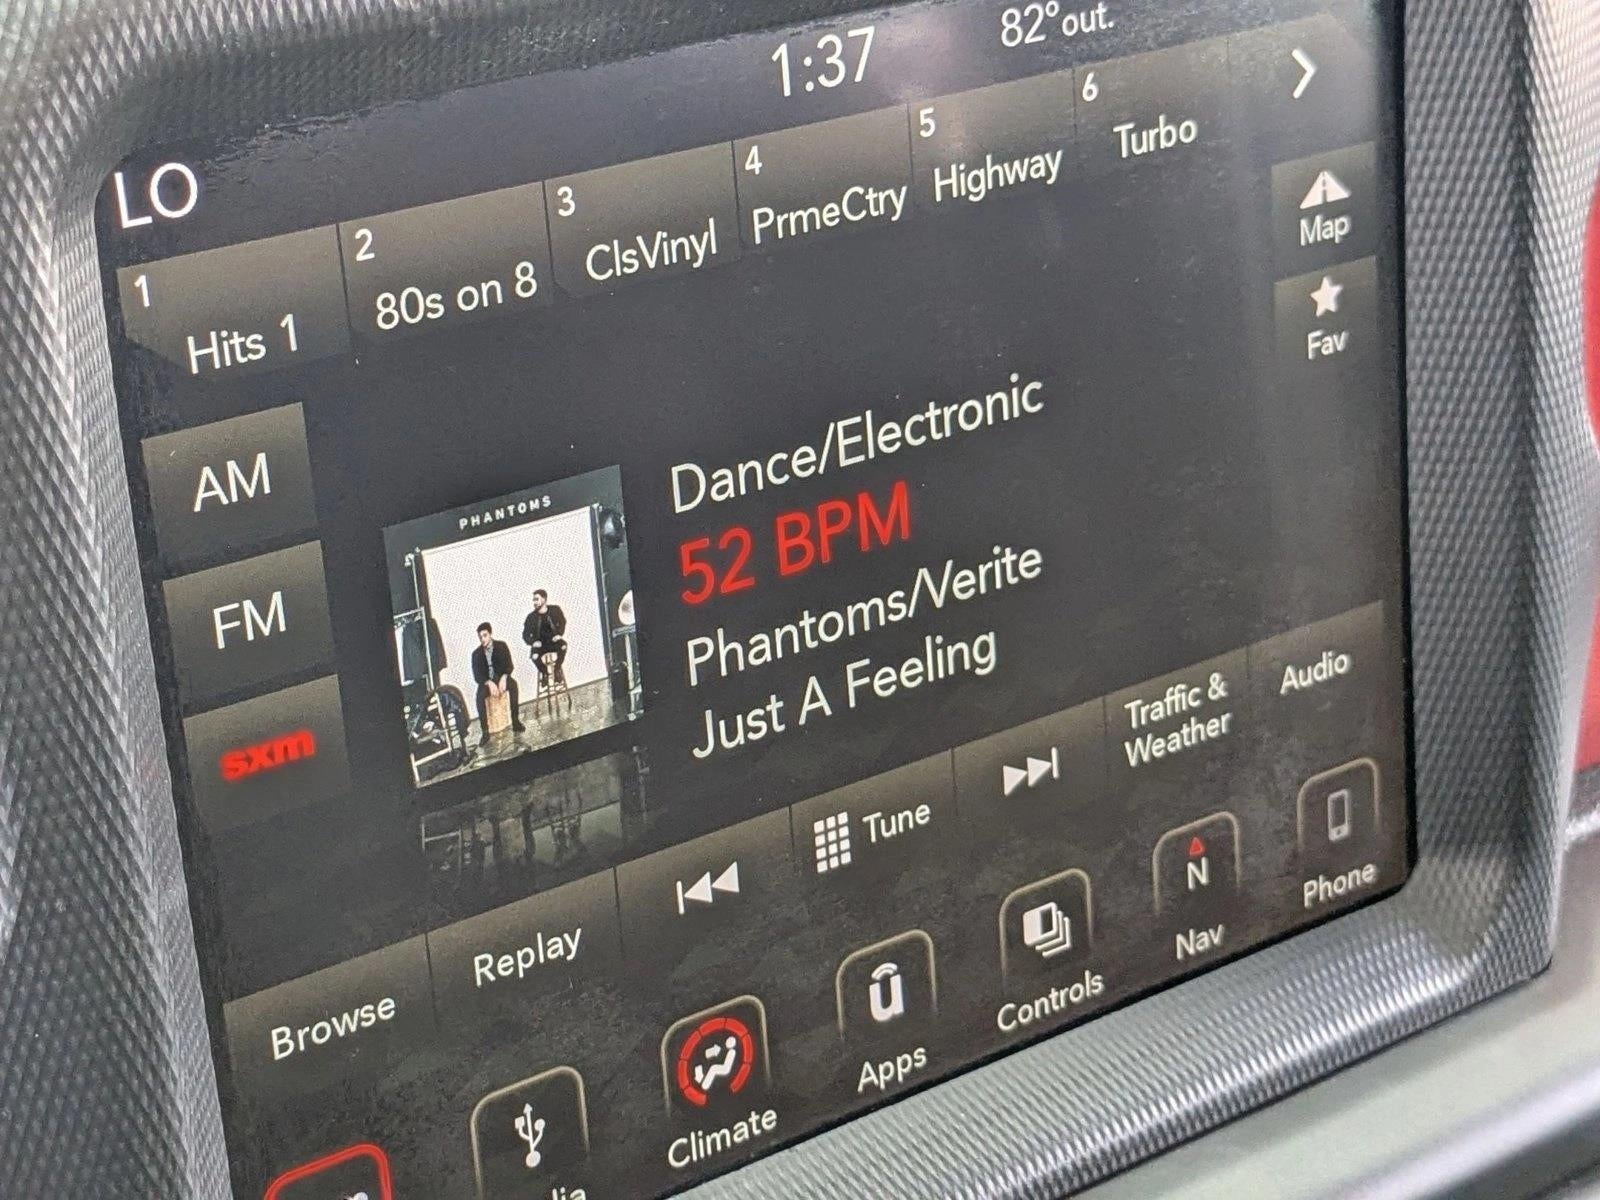 1:37
82° out.
LO
1
Hits 1
2
80s on 8
3
ClsVinyl
4
PrmeCtry
5
Highway
6
Turbo
Map
Fav
AM
FM
sxm
PHANTOMS
Dance/Electronic
52 BPM
Phantoms/Verite
Just A Feeling
Browse
Replay
Tune
Traffic &
Weather
Audio
Climate
Apps
Controls
N
Nav
Phone